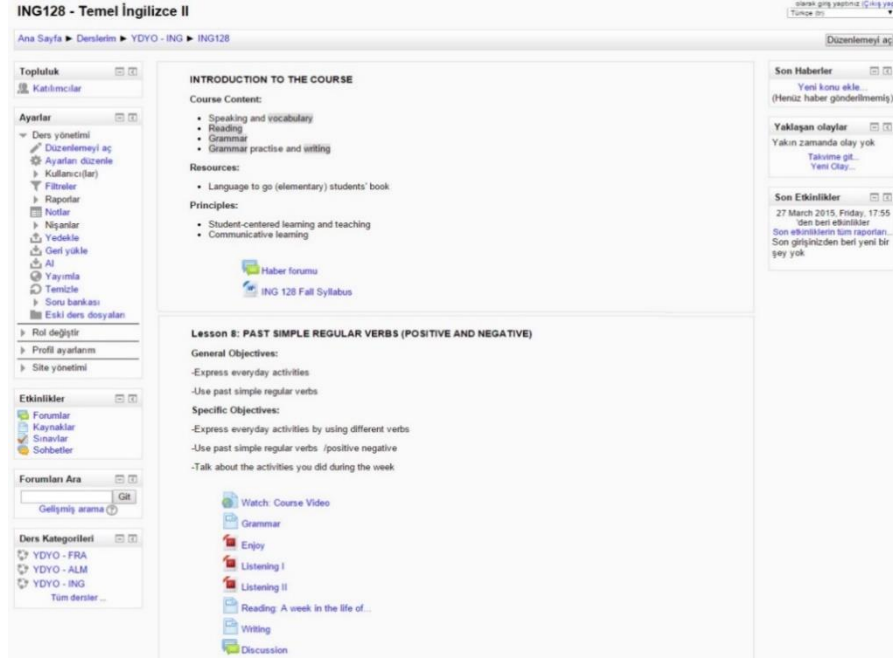 ING128 - Temel İngilizce II
olarak giriş yaptınız (Çıkış yap
Türkçe (tr)
Ana Sayfa ► Derslerim ► YDYO - ING ► ING128
Düzenlemeyi aç
Topluluk
Katılımcılar
Ayarlar
Ders yönetimi
Düzenlemeyi aç
Ayarları düzenle
Kullanıcı(lar)
Filtreler
Raporlar
Notlar
Nişanlar
Yedekle
Geri yükle
Al
Yayımla
Temizle
Soru bankası
Eski ders dosyaları
Rol değiştir
Profil ayarlarım
Site yönetimi
Etkinlikler
Forumlar
Kaynaklar
Sınavlar
Sohbetler
Forumları Ara
Git
Gelişmiş arama
Ders Kategorileri
YDYO - FRA
YDYO - ALM
YDYO - ING
Tüm dersler ...
INTRODUCTION TO THE COURSE
Course Content:
• Speaking and vocabulary
• Reading
• Grammar
• Grammar practise and writing
Resources:
• Language to go (elementary) students' book
Principles:
• Student-centered learning and teaching
• Communicative learning
Haber forumu
ING 128 Fall Syllabus
Lesson 8: PAST SIMPLE REGULAR VERBS (POSITIVE AND NEGATIVE)
General Objectives:
-Express everyday activities
-Use past simple regular verbs
Specific Objectives:
-Express everyday activities by using different verbs
-Use past simple regular verbs /positive negative
-Talk about the activities you did during the week
Watch: Course Video
Grammar
Enjoy
Listening I
Listening II
Reading: A week in the life of...
Writing
Discussion
Son Haberler
Yeni konu ekle...
(Henüz haber gönderilmemiş)
Yaklaşan olaylar
Yakın zamanda olay yok
Takvime git...
Yeni Olay...
Son Etkinlikler
27 March 2015, Friday, 17:55
'den beri etkinlikler
Son etkinliklerin tüm raporları...
Son girişinizden beri yeni bir
şey yok